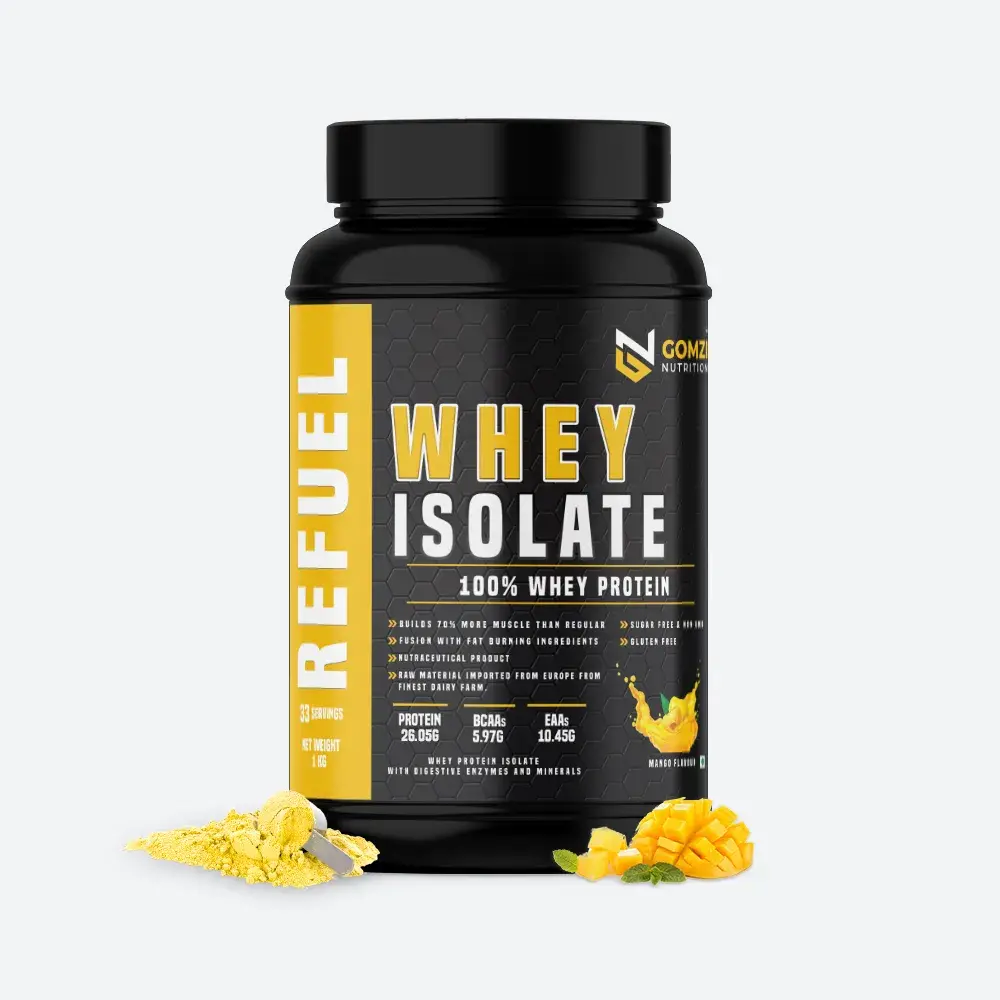 GOMZI
NUTRITION
REFUEL
WHEY
ISOLATE
100% WHEY PROTEIN
BUILDS 70% MORE MUSCLE THAN REGULAR
FUSION WITH FAT BURNING INGREDIENTS
NUTRACEUTICAL PRODUCT
RAW MATERIAL IMPORTED FROM EUROPE FROM
FINEST DAIRY FARM.
SUGAR FREE & NON
GLUTEN FREE
33 SERVINGS
NET WEIGHT
1 KG
PROTEIN
26.05G
BCAAs
5.97G
EAAs
10.45G
WHEY PROTEIN ISOLATE
WITH DIGESTIVE ENZYMES AND MINERALS
MANGO FLAVOUR